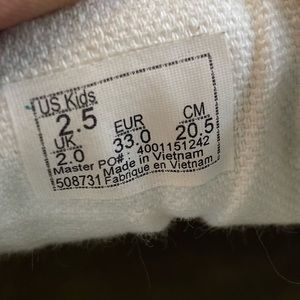 US Kids
2.5 EUR CM
UK 33.0 20.5
2.0
Master PO#: 4001151242
Made in Vietnam
508731 Fabriqué en Vietnam